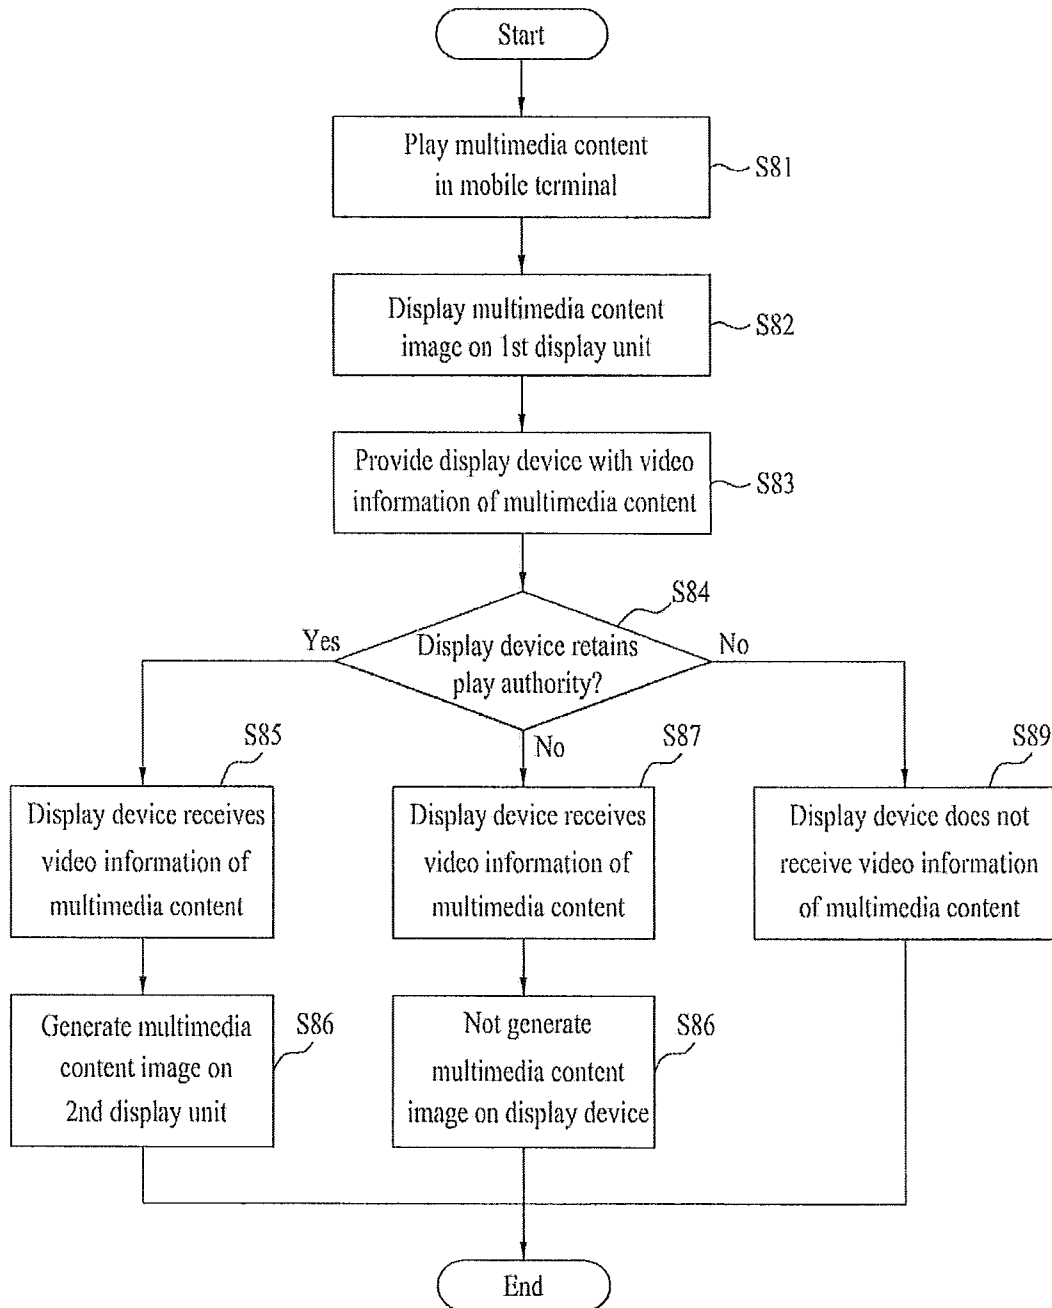 Start
Play multimedia content
in mobile terminal
S81
Display multimedia content
image on 1st display unit
S82
Provide display device with video
information of multimedia content
S83
S84
Yes
Display device retains
play authority?
No
No
S85
Display device receives
video information of
multimedia content
S87
Display device receives
video information of
multimedia content
S89
Display device does not
receive video information
of multimedia content
Generate multimedia
content image on
2nd display unit
S86
Not generate
multimedia content
image on display device
S86
End